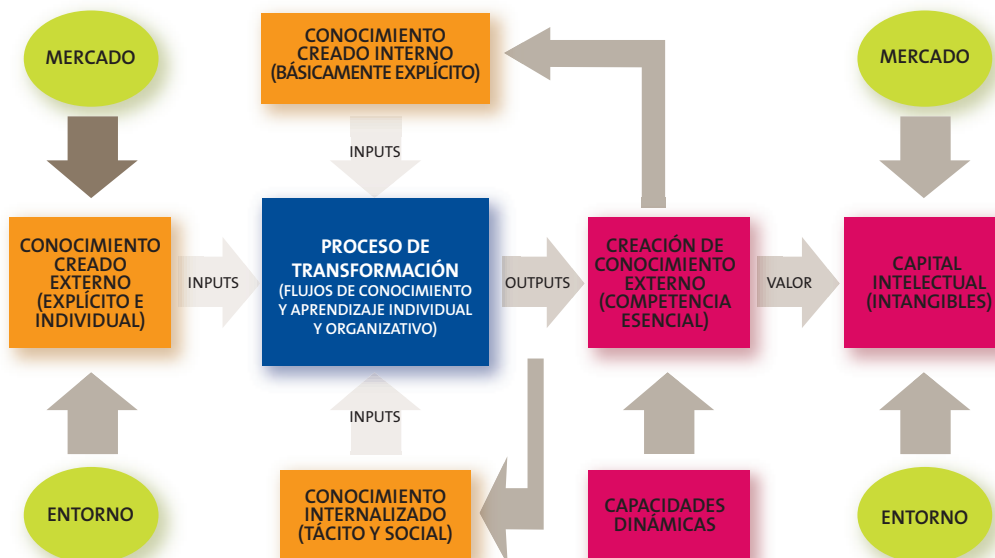 MERCADO
CONOCIMIENTO
CREADO INTERNO
(BÁSICAMENTE EXPLÍCITO)
MERCADO
INPUTS
CONOCIMIENTO
CREADO
EXTERNO
(EXPLÍCITO E
INDIVIDUAL)
INPUTS
PROCESO DE
TRANSFORMACIÓN
(FLUJOS DE CONOCIMIENTO
Y APRENDIZAJE INDIVIDUAL
Y ORGANIZATIVO)
OUTPUTS
CREACIÓN DE
CONOCIMIENTO
EXTERNO
(COMPETENCIA
ESENCIAL)
VALOR
CAPITAL
INTELECTUAL
(INTANGIBLES)
INPUTS
ENTORNO
CONOCIMIENTO
INTERNALIZADO
(TÁCITO Y SOCIAL)
CAPACIDADES
DINÁMICAS
ENTORNO